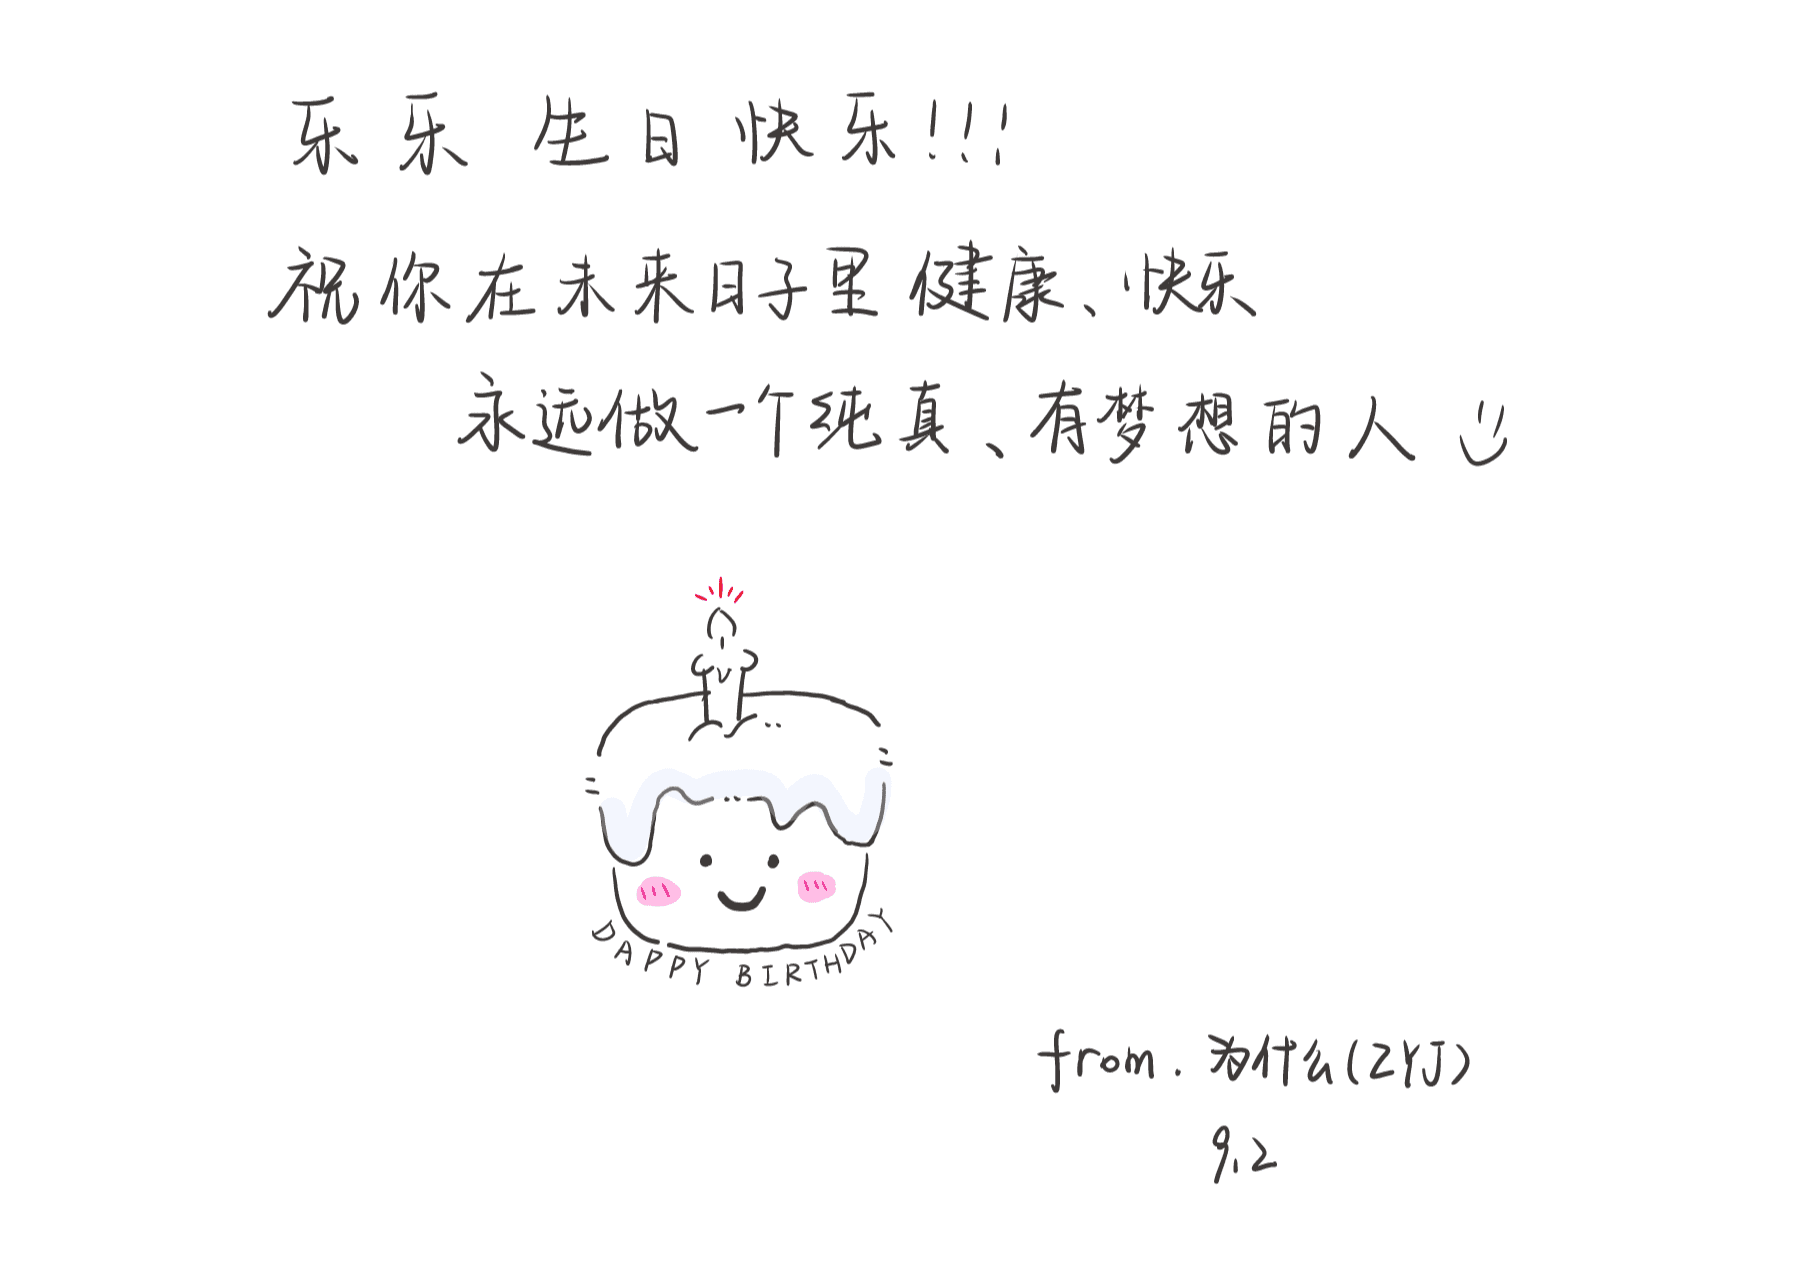 乐乐 生日快乐!!!
祝你在未来日子里健康、快乐
永远做一个纯真、有梦想的人
DAPPY BIRTHDAY
from. 为什么(ZYJ)
9.2